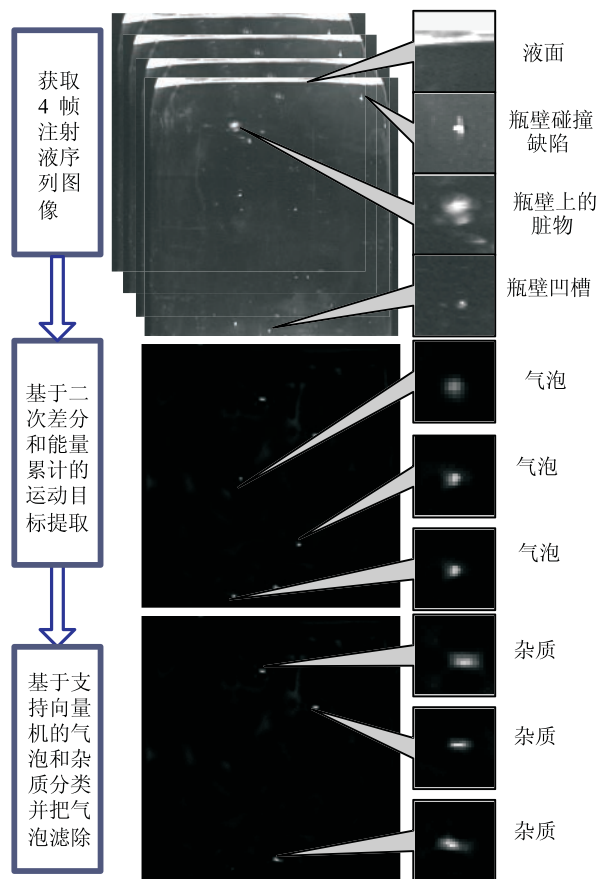 获取
4 帧
注射
液序
列图
像
液面
瓶壁碰撞
缺陷
瓶壁上的
脏物
瓶壁凹槽
基于二
次差分
和能量
累计的
运动目
标提取
气泡
气泡
气泡
基于支
持向量
机的气
泡和杂
质分类
并把气
泡滤除
杂质
杂质
杂质